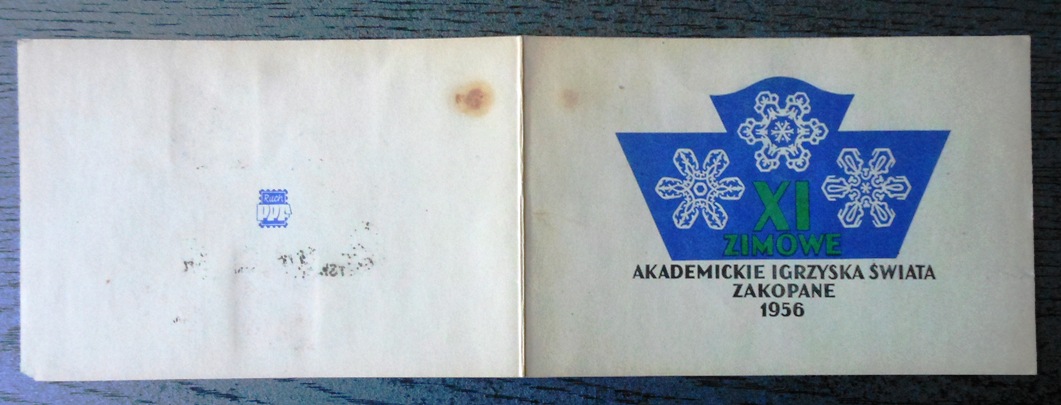 Ruch
XI
ZIMOWE
AKADEMICKIE IGRZYSKA ŚWIATA
ZAKOPANE
1956